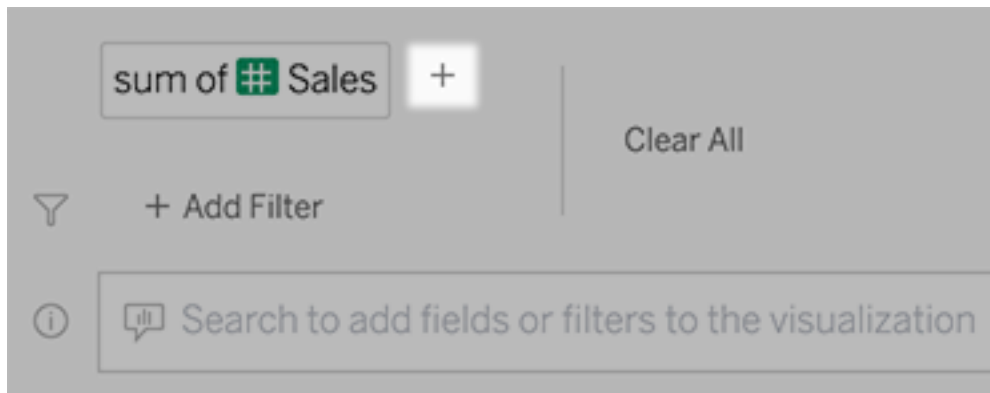 sum of # Sales +
Clear All
+ Add Filter
Search to add fields or filters to the visualization